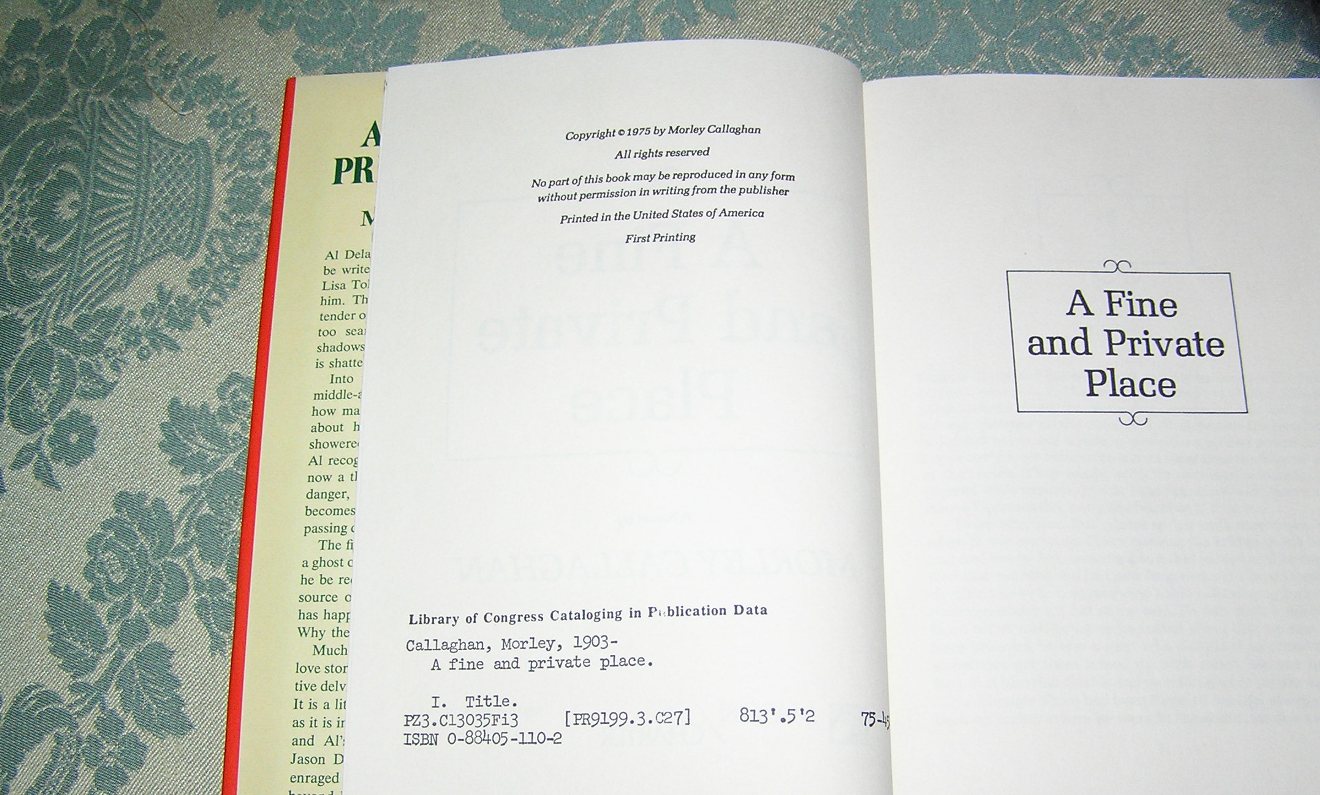 A
PR
M
Al Dela
be write
Lisa To
him. Th
tender o
too sea
shadows
is shatte
Into
middle-a
how ma
about h
showere
Al recog
now a t
danger,
becomes
passing
The fi
a ghost o
he be re
source o
has happ
Why the
Much
love stor
tive delv
It is a lit
as it is ir
and Al's
Jason D
enraged
Copyright © 1975 by Morley Callaghan
All rights reserved
No part of this book may be reproduced in any form
without permission in writing from the publisher
Printed in the United States of America
First Printing
Library of Congress Cataloging in Publication Data
Callaghan, Morley, 1903-
A fine and private place.
I. Title.
PZ3.C13035Fi3 [PR9199.3.C27] 813'.5'2 75-4
ISBN 0-88405-110-2
A Fine
and Private
Place